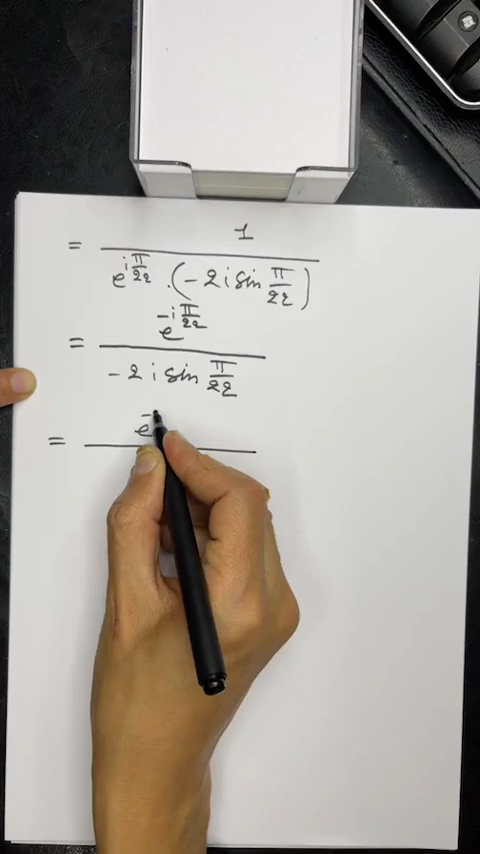 = 1 / e^{iπ/22} · (-2i sin π/22)
= e^{-iπ/22} / -2i sin π/22
= e^-